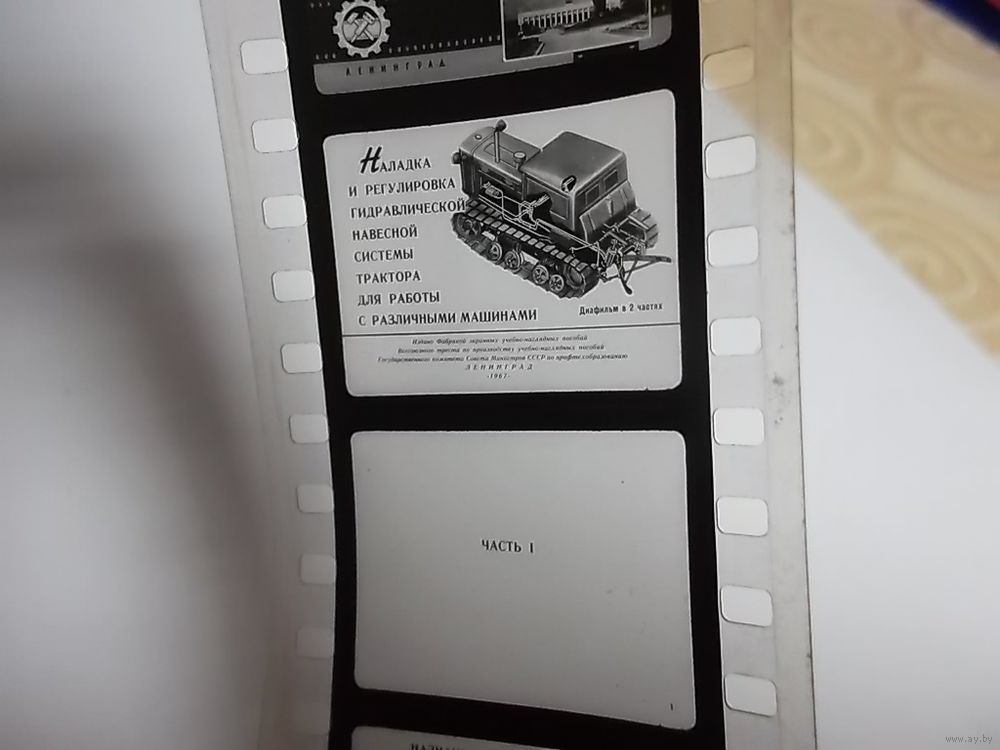 ЛЕНИНГРАД
НАЛАДКА
И РЕГУЛИРОВКА
ГИДРАВЛИЧЕСКОЙ
НАВЕСНОЙ
СИСТЕМЫ
ТРАКТОРА
ДЛЯ РАБОТЫ
С РАЗЛИЧНЫМИ МАШИНАМИ
Диафильм в 2 частях
Издано Фабрикой экранных учебно-наглядных пособий
Всесоюзного треста по производству учебно-наглядных пособий
Государственного комитета Совета Министров СССР по профтехобразованию
ЛЕНИНГРАД
-1967-
ЧАСТЬ I
1
www.ay.by